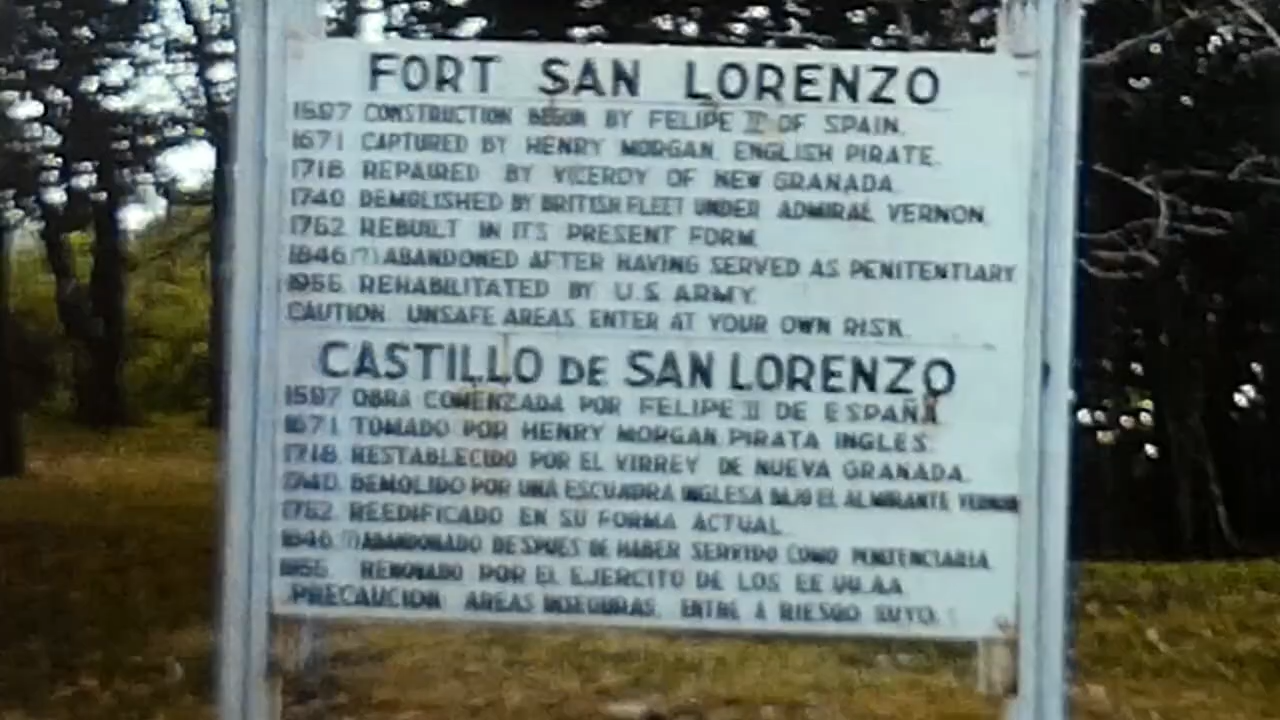 FORT SAN LORENZO
1597 CONSTRUCTION BEGUN BY FELIPE II OF SPAIN.
1671 CAPTURED BY HENRY MORGAN, ENGLISH PIRATE.
1718 REPAIRED BY VICEROY OF NEW GRANADA.
1740 DEMOLISHED BY BRITISH FLEET UNDER ADMIRAL VERNON.
1752 REBUILT IN ITS PRESENT FORM.
1846(?) ABANDONED AFTER HAVING SERVED AS PENITENTIARY
1956 REHABILITATED BY U.S. ARMY.
CAUTION: UNSAFE AREAS. ENTER AT YOUR OWN RISK.
CASTILLO DE SAN LORENZO
1597 OBRA COMENZADA POR FELIPE II DE ESPAÑA
1671 TOMADO POR HENRY MORGAN PIRATA INGLES.
1718 RESTABLECIDO POR EL VIRREY DE NUEVA GRANADA.
1740 DEMOLIDO POR UNA ESCUADRA INGLESA BAJO EL ALMIRANTE VERNON
1752 REEDIFICADO EN SU FORMA ACTUAL.
1846 (?) ABANDONADO DESPUES DE HABER SERVIDO COMO PENITENCIARIA.
1956 RENOVADO POR EL EJERCITO DE LOS EE.UU.AA.
PRECAUCION: AREAS INSEGURAS. ENTRE A RIESGO SUYO.